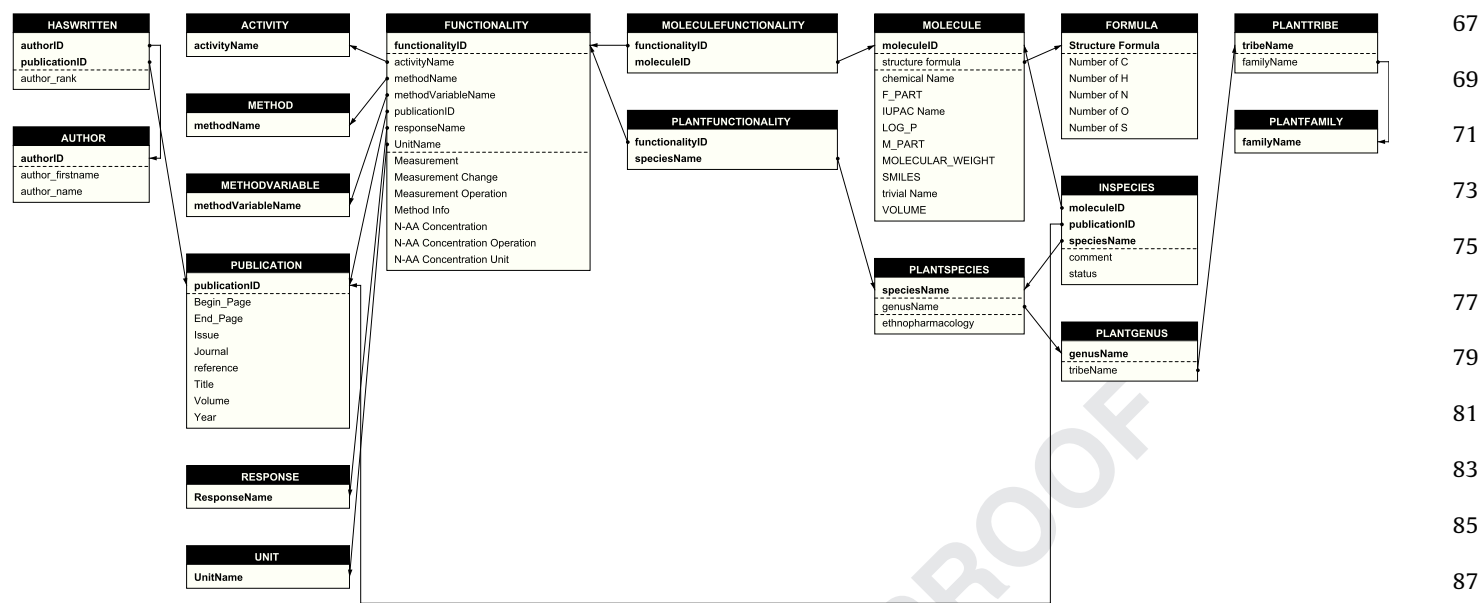 HASWRITTEN
authorID
publicationID
author_rank
AUTHOR
authorID
author_firstname
author_name
ACTIVITY
activityName
METHOD
methodName
METHODVARIABLE
methodVariableName
PUBLICATION
publicationID
Begin_Page
End_Page
Issue
Journal
reference
Title
Volume
Year
RESPONSE
ResponseName
UNIT
UnitName
FUNCTIONALITY
functionalityID
activityName
methodName
methodVariableName
publicationID
responseName
UnitName
Measurement
Measurement Change
Measurement Operation
Method Info
N-AA Concentration
N-AA Concentration Operation
N-AA Concentration Unit
MOLECULEFUNCTIONALITY
functionalityID
moleculeID
PLANTFUNCTIONALITY
functionalityID
speciesName
MOLECULE
moleculeID
structure formula
chemical Name
F_PART
IUPAC Name
LOG_P
M_PART
MOLECULAR_WEIGHT
SMILES
trivial Name
VOLUME
PLANTSPECIES
speciesName
genusName
ethnopharmacology
FORMULA
Structure Formula
Number of C
Number of H
Number of N
Number of O
Number of S
INSPECIES
moleculeID
publicationID
speciesName
comment
status
PLANTGENUS
genusName
tribeName
PLANTTRIBE
tribeName
familyName
PLANTFAMILY
familyName
67
69
71
73
75
77
79
81
83
85
87
PROOF